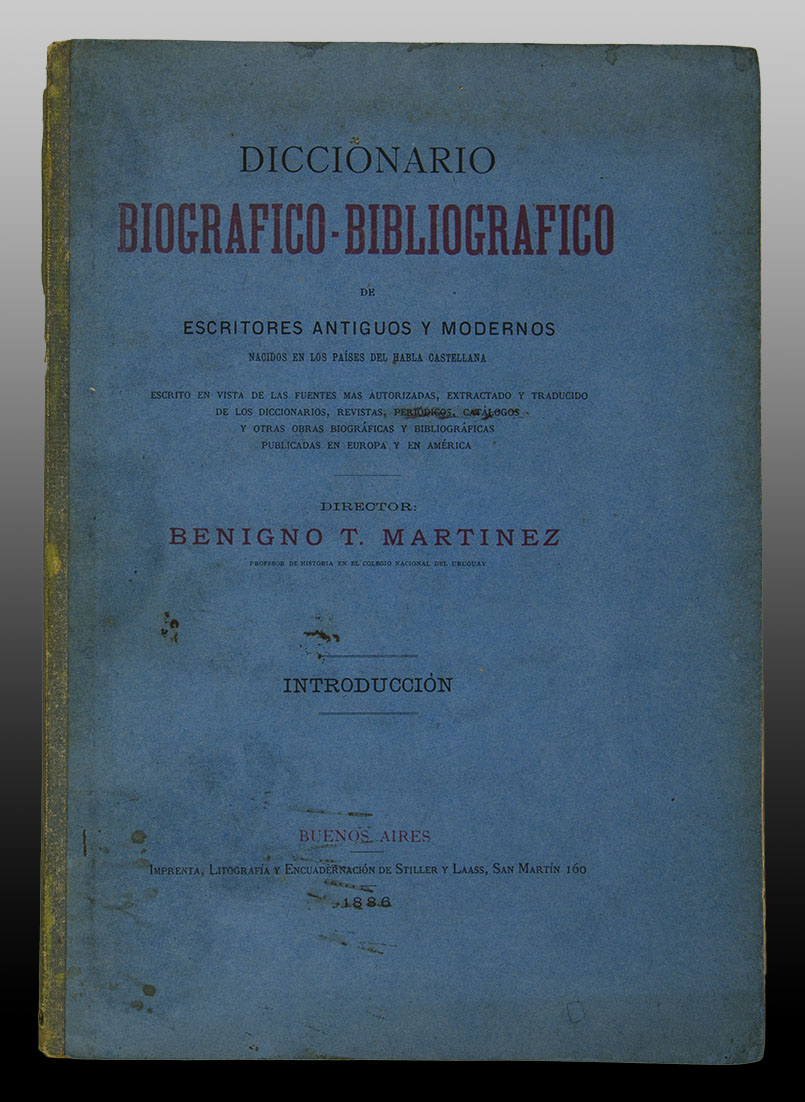 DICCIONARIO
BIOGRAFICO-BIBLIOGRAFICO
DE
ESCRITORES ANTIGUOS Y MODERNOS
NACIDOS EN LOS PAÍSES DEL HABLA CASTELLANA
ESCRITO EN VISTA DE LAS FUENTES MAS AUTORIZADAS, EXTRACTADO Y TRADUCIDO
DE LOS DICCIONARIOS, REVISTAS, PERIÓDICOS, CATÁLOGOS
Y OTRAS OBRAS BIOGRÁFICAS Y BIBLIOGRÁFICAS
PUBLICADAS EN EUROPA Y EN AMÉRICA
DIRECTOR:
BENIGNO T. MARTINEZ
PROFESOR DE HISTORIA EN EL COLEGIO NACIONAL DEL URUGUAY
INTRODUCCIÓN
BUENOS AIRES
IMPRENTA, LITOGRAFÍA Y ENCUADERNACIÓN DE STILLER Y LAASS, SAN MARTÍN 160
1886